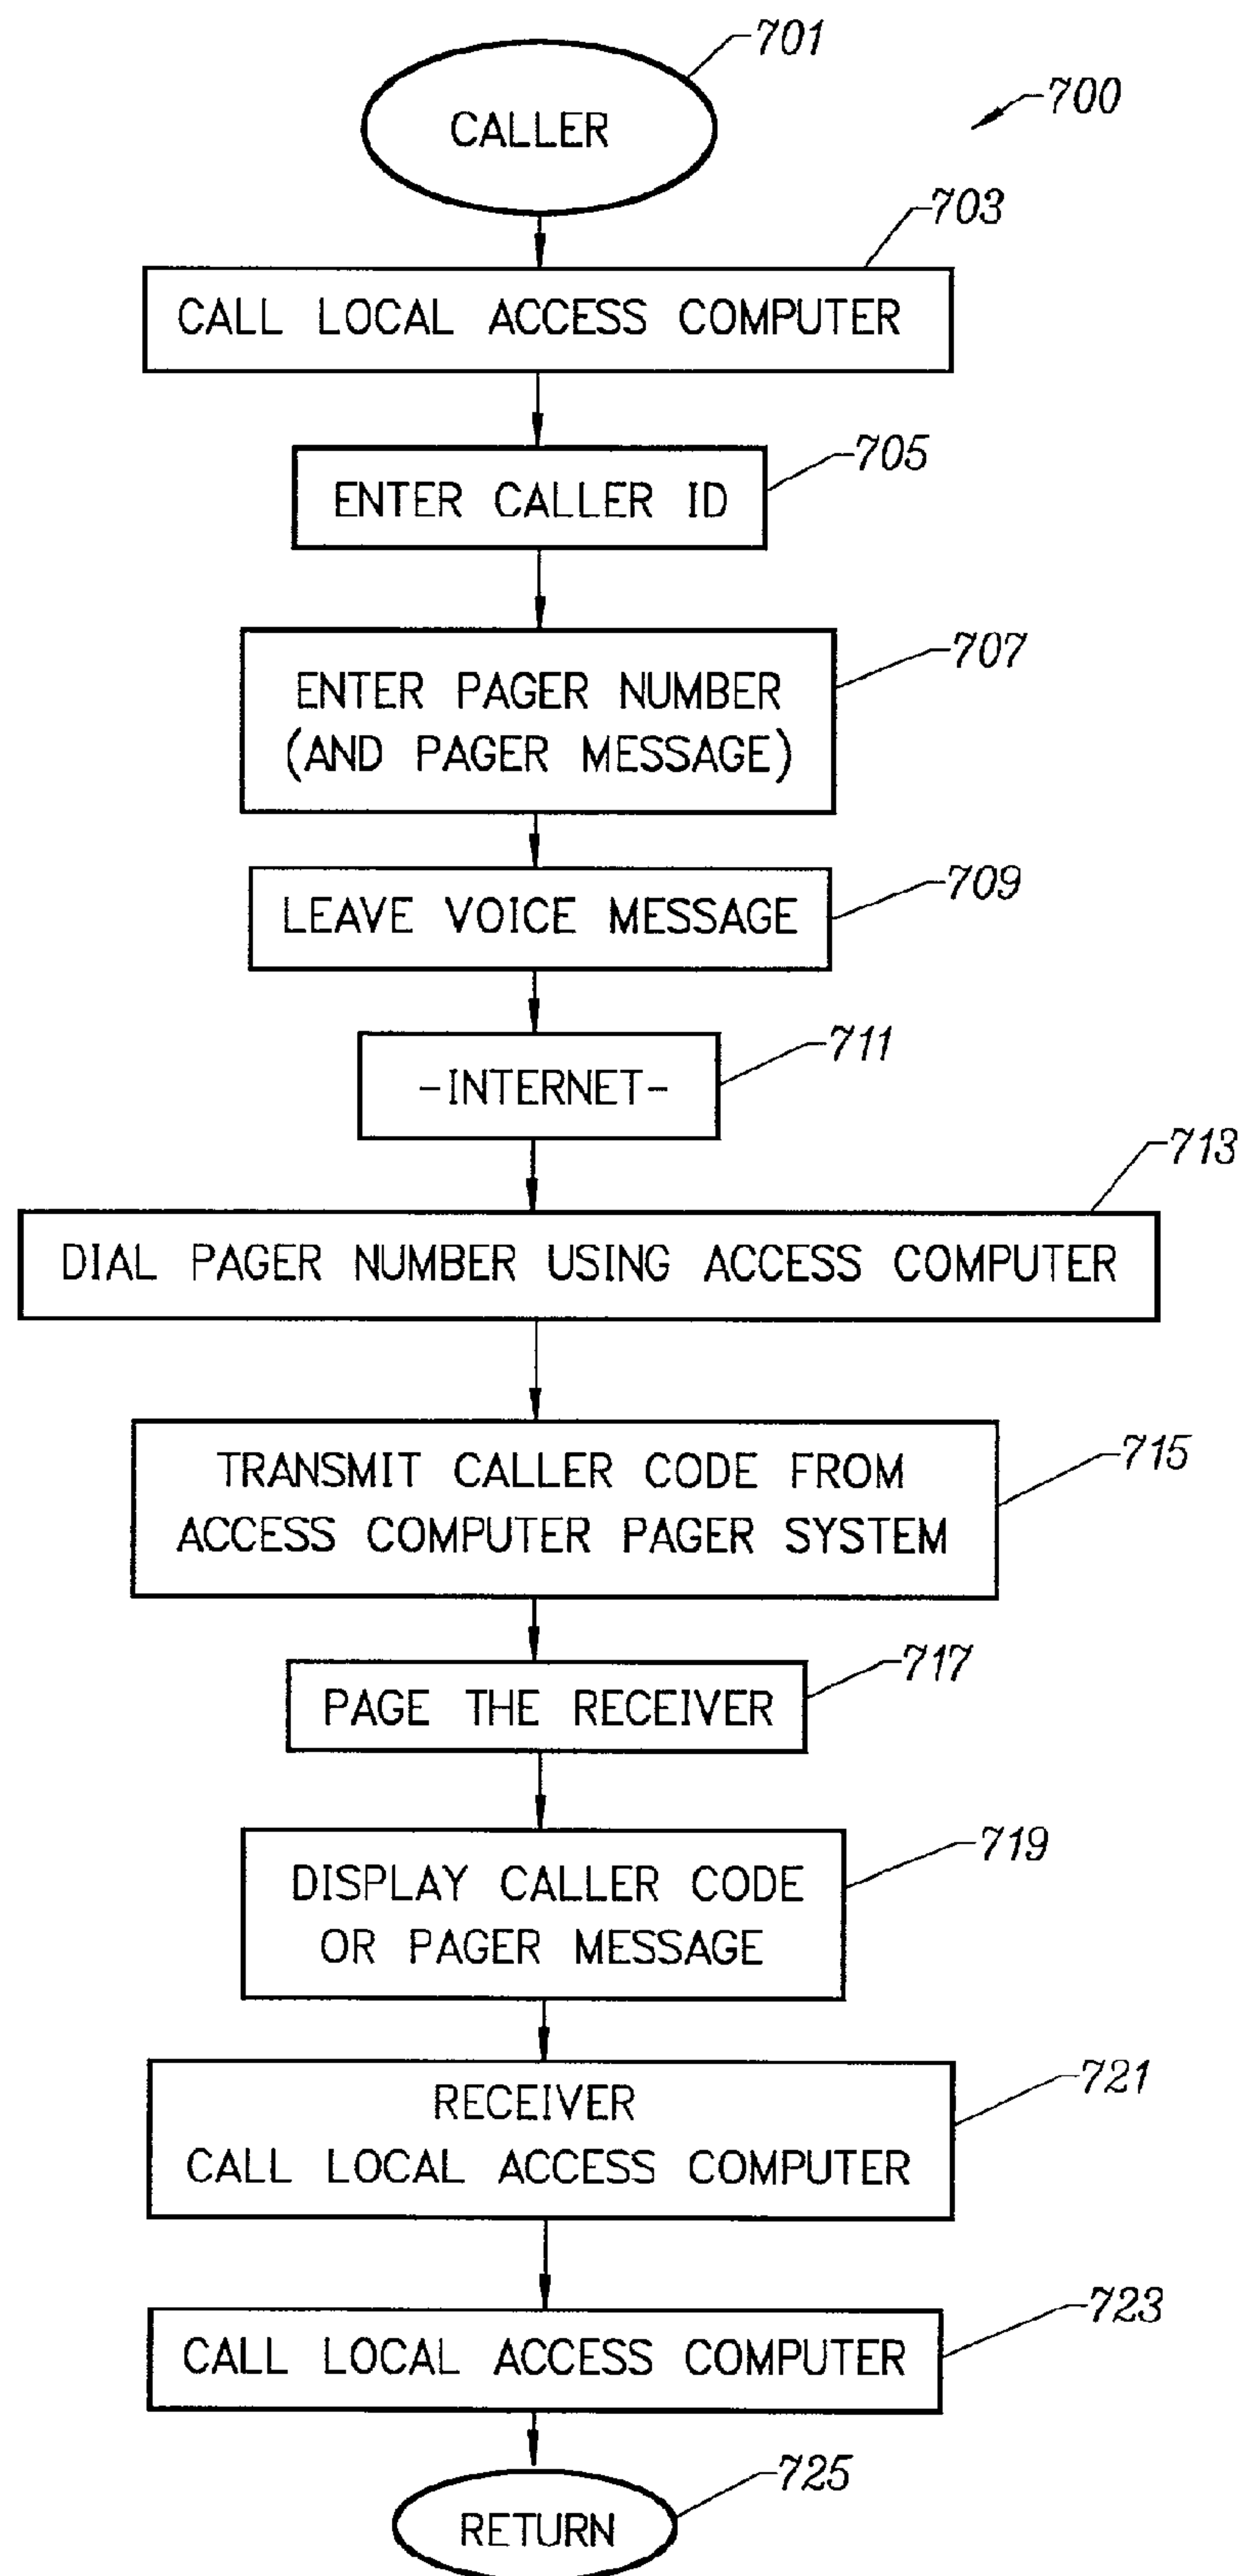 701
CALLER
700
703
CALL LOCAL ACCESS COMPUTER
705
ENTER CALLER ID
707
ENTER PAGER NUMBER
(AND PAGER MESSAGE)
709
LEAVE VOICE MESSAGE
711
-INTERNET-
713
DIAL PAGER NUMBER USING ACCESS COMPUTER
715
TRANSMIT CALLER CODE FROM
ACCESS COMPUTER PAGER SYSTEM
717
PAGE THE RECEIVER
719
DISPLAY CALLER CODE
OR PAGER MESSAGE
721
RECEIVER
CALL LOCAL ACCESS COMPUTER
723
CALL LOCAL ACCESS COMPUTER
725
RETURN